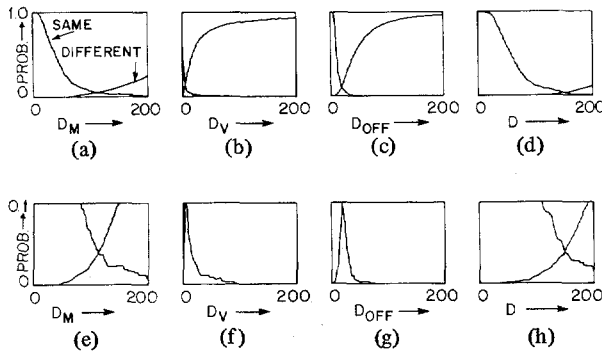 1.0
SAME
DIFFERENT
0 PROB. →
0 200
0 200
0 200
0 200
D_M →
D_V →
D_OFF →
D →
(a)
(b)
(c)
(d)
0.1
0 PROB. →
0 200
0 200
0 200
0 200
D_M →
D_V →
D_OFF →
D →
(e)
(f)
(g)
(h)